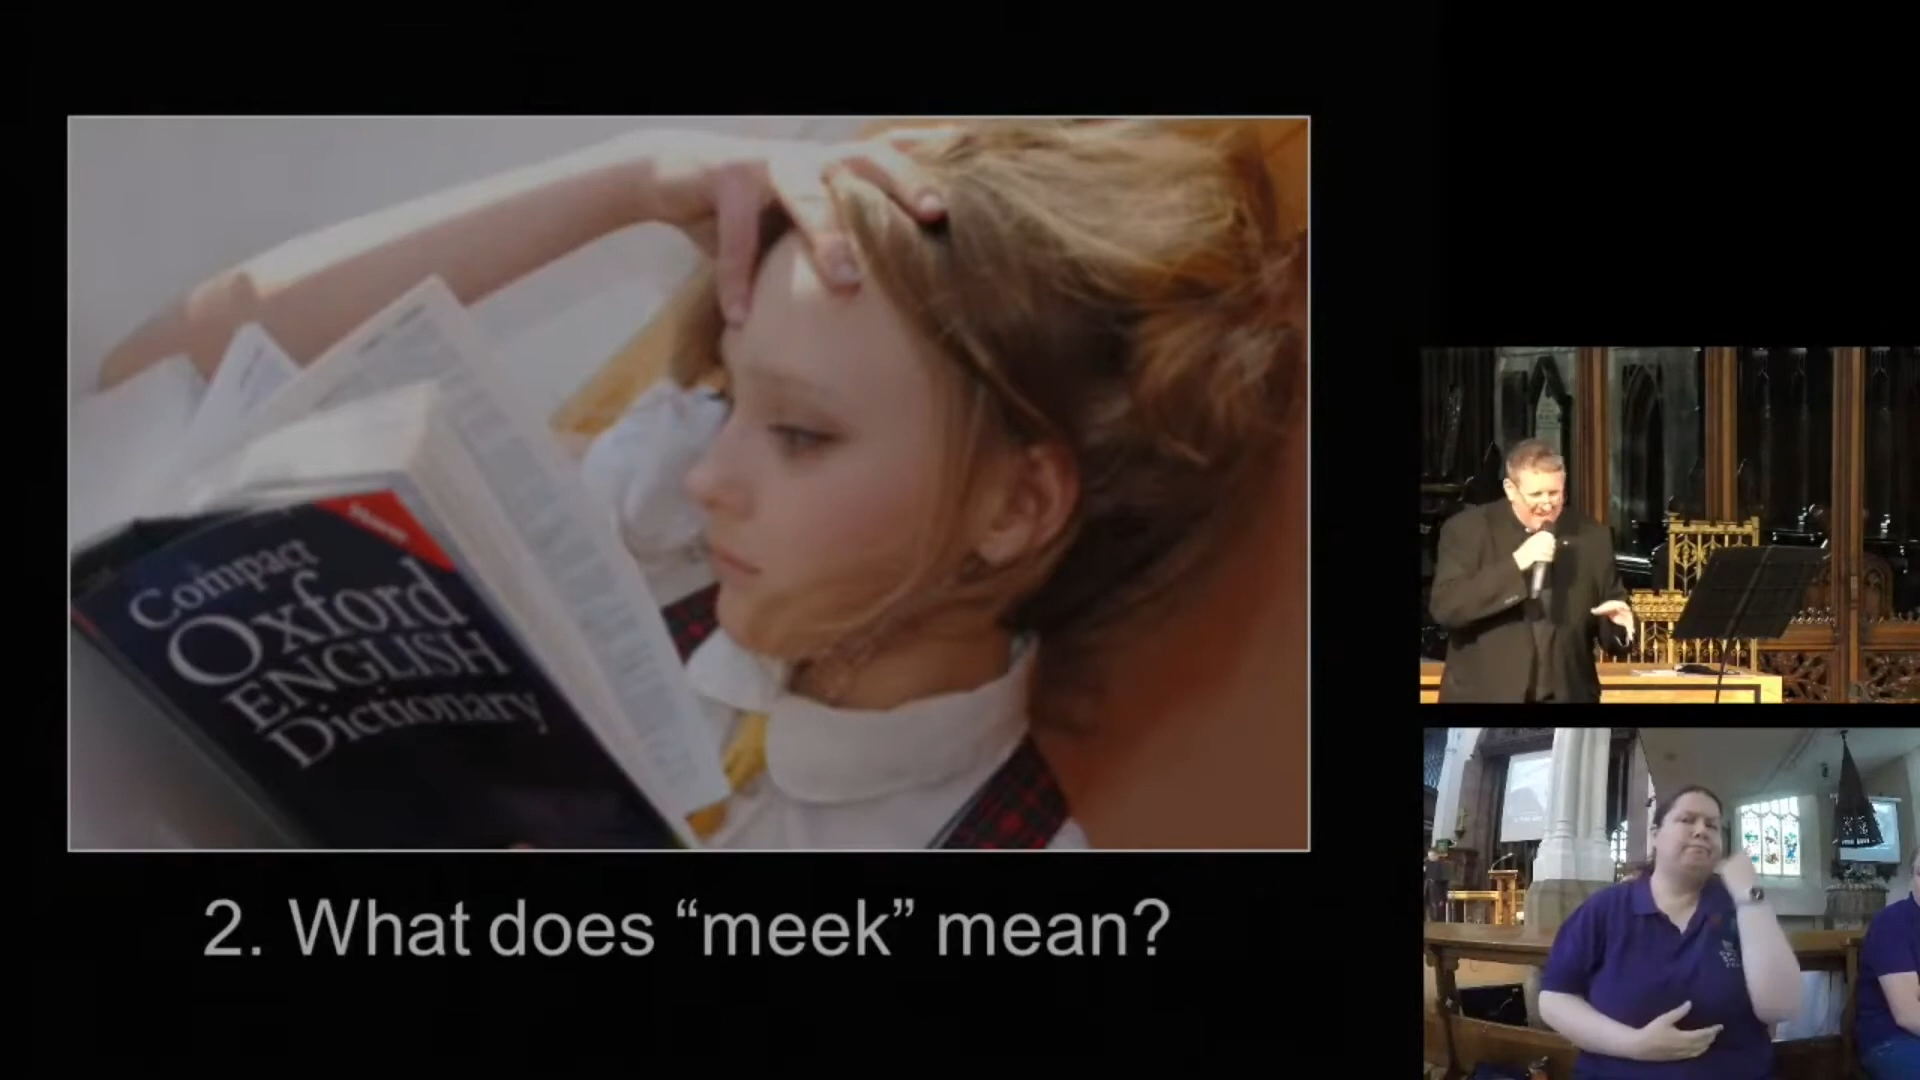 Compact
Oxford
ENGLISH
Dictionary
2. What does “meek” mean?